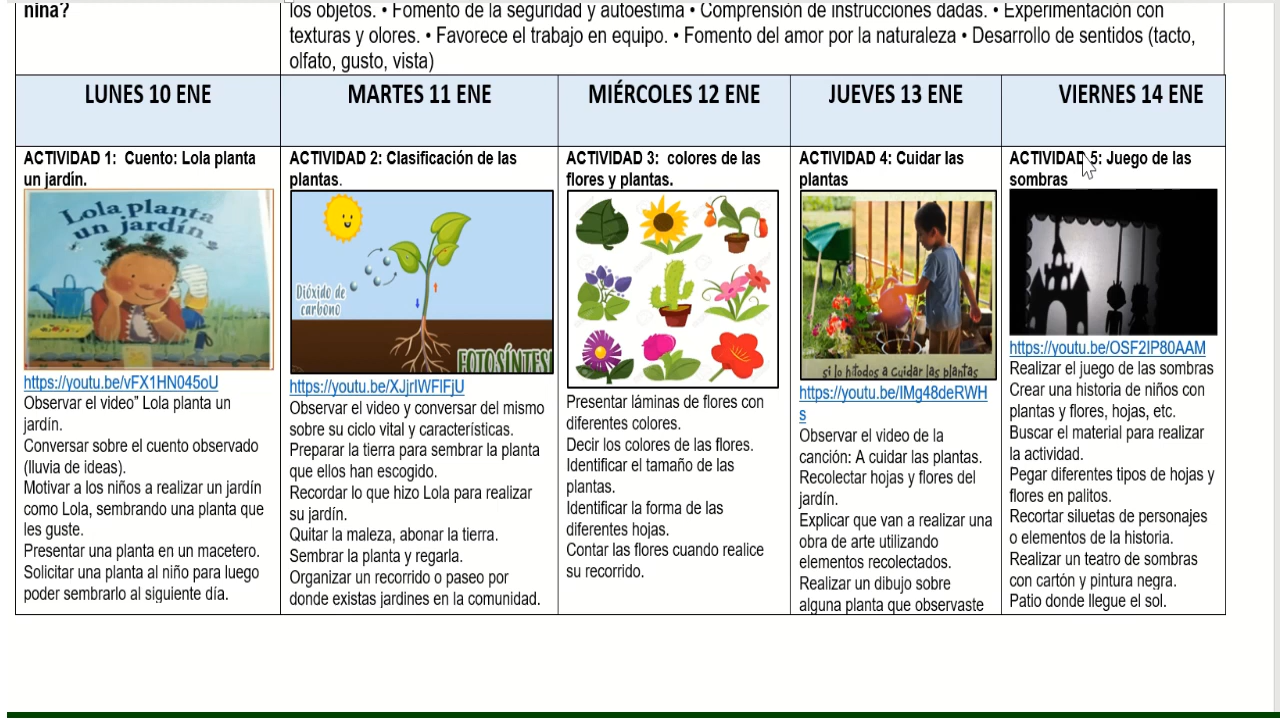 niña?
los objetos. • Fomento de la seguridad y autoestima • Comprensión de instrucciones dadas. • Experimentación con
texturas y olores. • Favorece el trabajo en equipo. • Fomento del amor por la naturaleza • Desarrollo de sentidos (tacto,
olfato, gusto, vista)
LUNES 10 ENE
MARTES 11 ENE
MIÉRCOLES 12 ENE
JUEVES 13 ENE
VIERNES 14 ENE
ACTIVIDAD 1: Cuento: Lola planta
un jardín.
Lola planta
un jardín
https://youtu.be/vFX1HN045oU
Observar el video" Lola planta un
jardín.
Conversar sobre el cuento observado
(lluvia de ideas).
Motivar a los niños a realizar un jardín
como Lola, sembrando una planta que
les guste.
Presentar una planta en un macetero.
Solicitar una planta al niño para luego
poder sembrarlo al siguiente día.
ACTIVIDAD 2: Clasificación de las
plantas.
Dióxido de
carbono
FOTOSÍNTESI
https://youtu.be/XJjrIWFIFjU
Observar el video y conversar del mismo
sobre su ciclo vital y características.
Preparar la tierra para sembrar la planta
que ellos han escogido.
Recordar lo que hizo Lola para realizar
su jardín.
Quitar la maleza, abonar la tierra.
Sembrar la planta y regarla.
Organizar un recorrido o paseo por
donde existas jardines en la comunidad.
ACTIVIDAD 3: colores de las
flores y plantas.
Presentar láminas de flores con
diferentes colores.
Decir los colores de las flores.
Identificar el tamaño de las
plantas.
Identificar la forma de las
diferentes hojas.
Contar las flores cuando realice
su recorrido.
ACTIVIDAD 4: Cuidar las
plantas
a cuidar las plantas
https://youtu.be/IMg48deRWH
s
Observar el video de la
canción: A cuidar las plantas.
Recolectar hojas y flores del
jardín.
Explicar que van a realizar una
obra de arte utilizando
elementos recolectados.
Realizar un dibujo sobre
alguna planta que observaste
ACTIVIDAD 5: Juego de las
sombras
https://youtu.be/OSF2IP80AAM
Realizar el juego de las sombras
Crear una historia de niños con
plantas y flores, hojas, etc.
Buscar el material para realizar
la actividad.
Pegar diferentes tipos de hojas y
flores en palitos.
Recortar siluetas de personajes
o elementos de la historia.
Realizar un teatro de sombras
con cartón y pintura negra.
Patio donde llegue el sol.